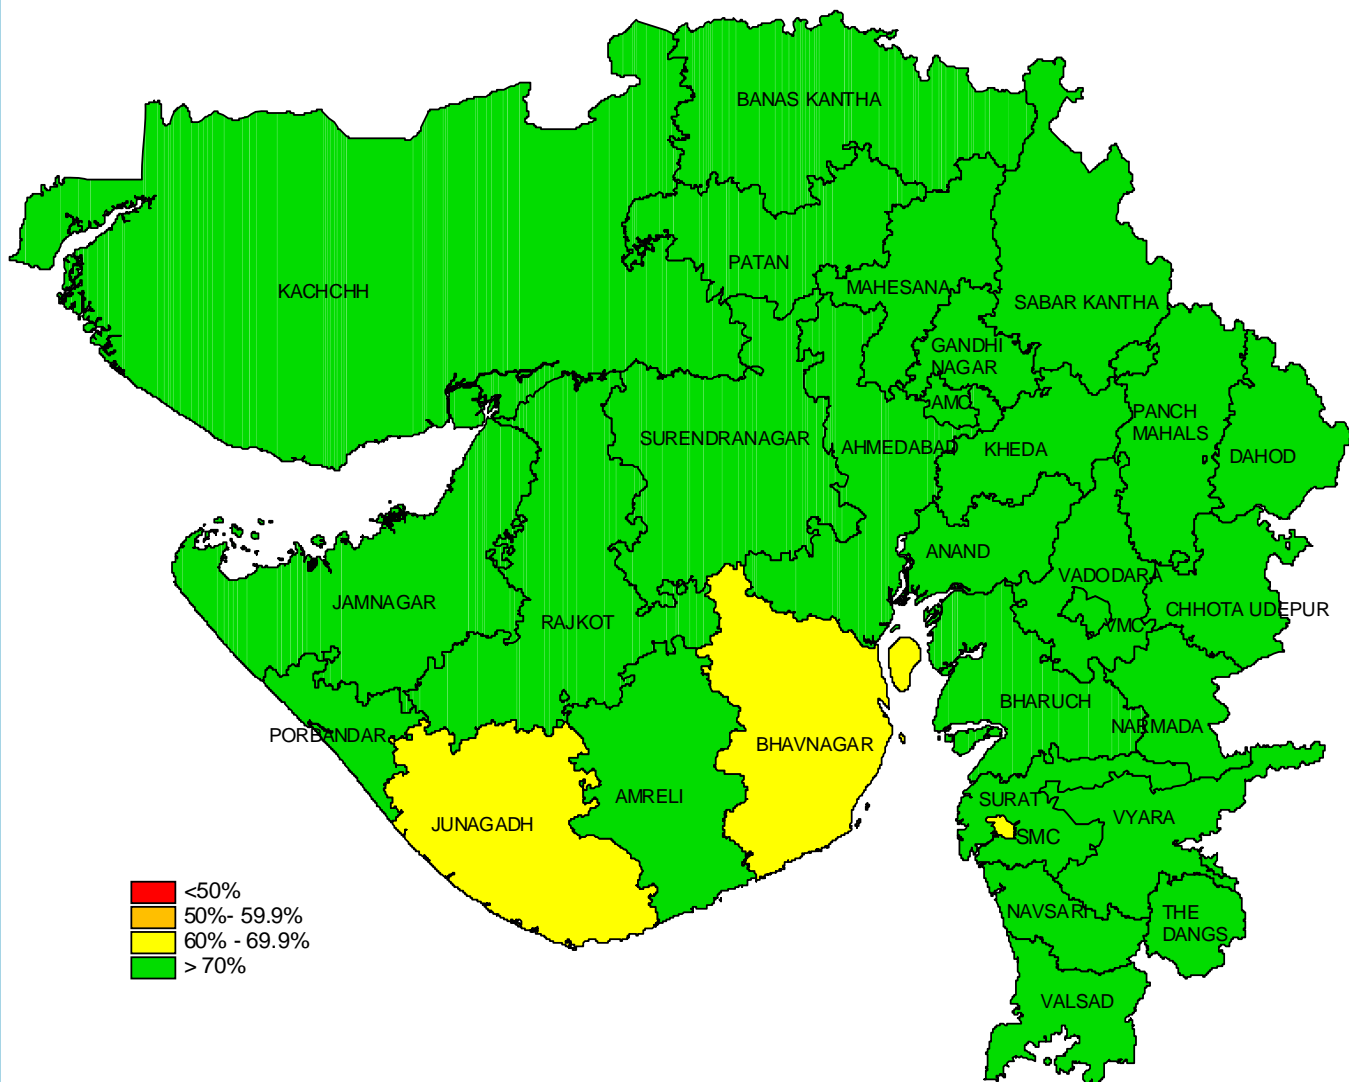 BANAS KANTHA
PATAN
KACHCHH
MAHESANA
SABAR KANTHA
GANDHI
NAGAR
AMC
PANCH
MAHALS
SURENDRANAGAR
AHMEDABAD
KHEDA
DAHOD
ANAND
VADODARA
JAMNAGAR
CHHOTA UDEPUR
RAJKOT
VMC
BHARUCH
NARMADA
PORBANDAR
BHAVNAGAR
AMRELI
SURAT
VYARA
JUNAGADH
SMC
<50%
50%- 59.9%
60% - 69.9%
> 70%
NAVSARI
THE
DANGS
VALSAD